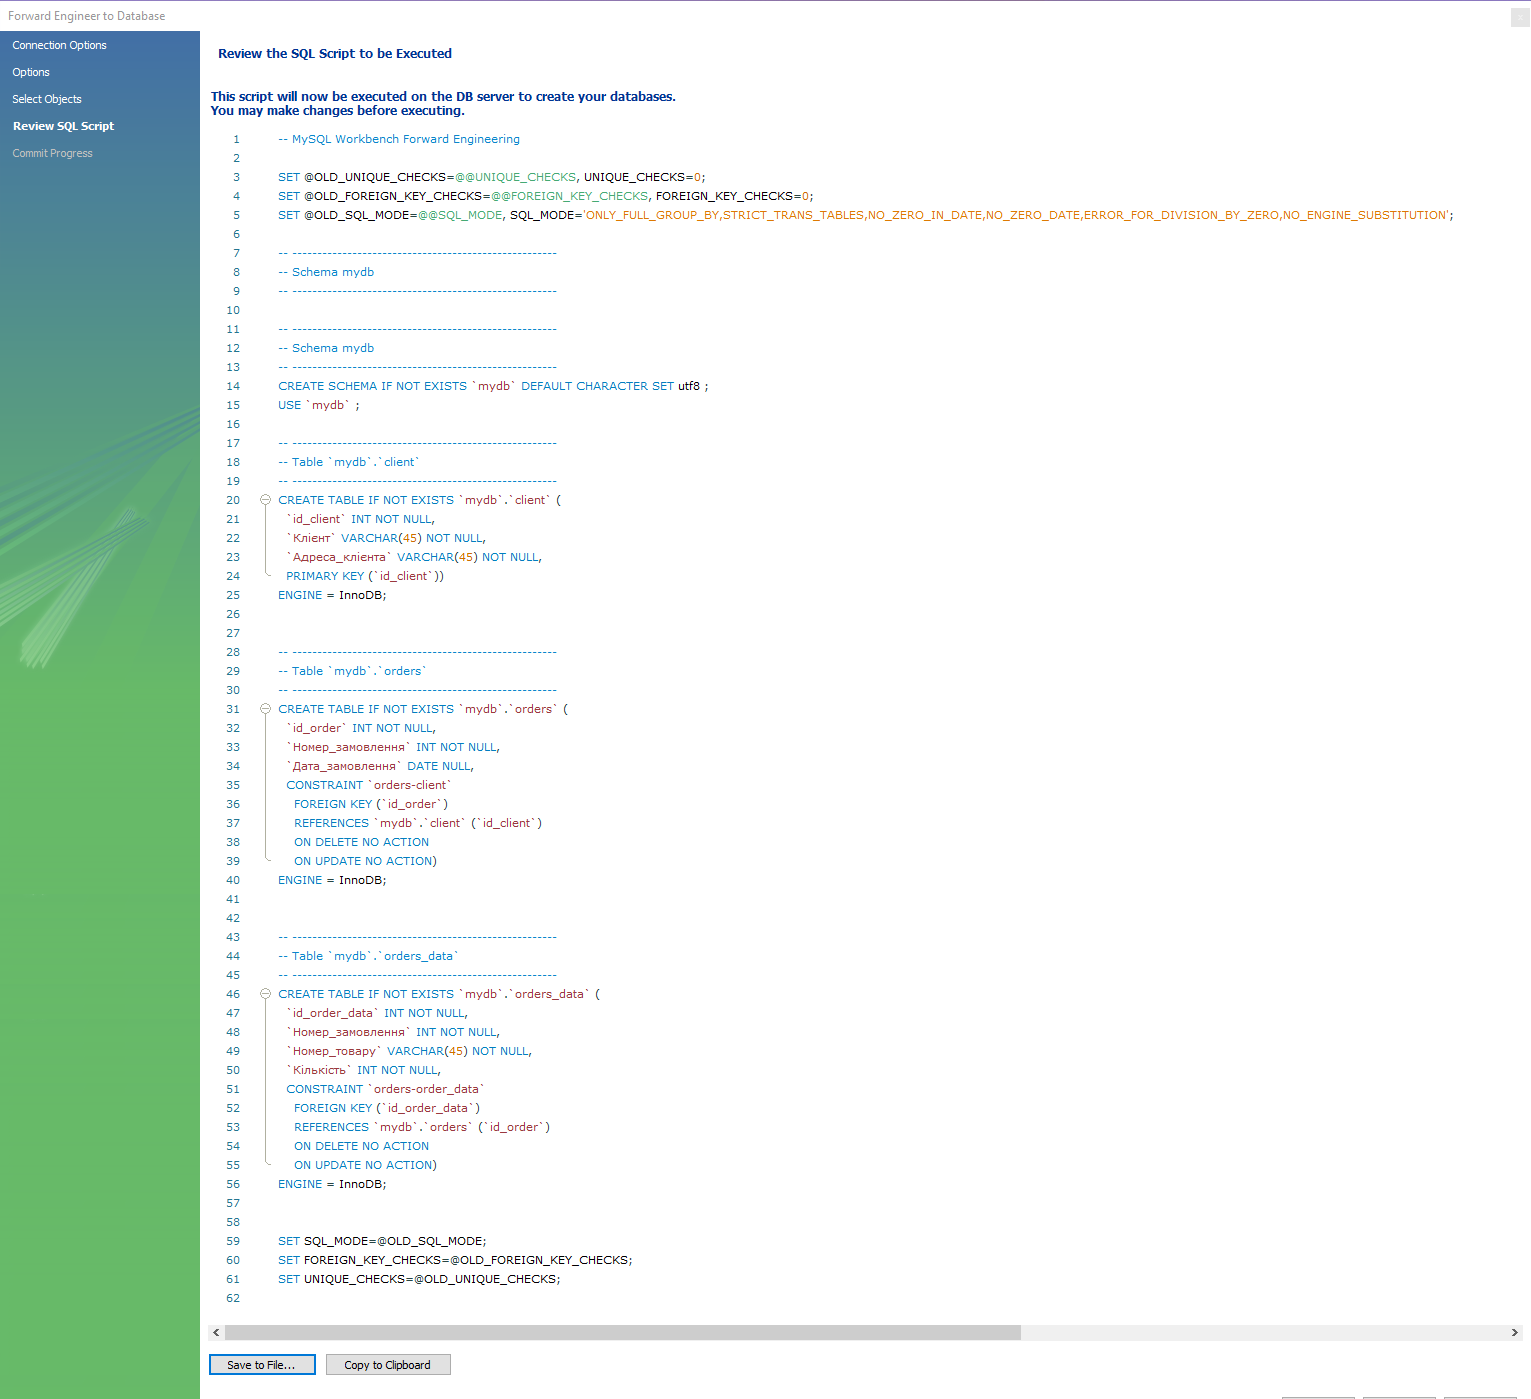 Forward Engineer to Database
Connection Options
Options
Select Objects
Review SQL Script
Commit Progress
Review the SQL Script to be Executed
This script will now be executed on the DB server to create your databases.
You may make changes before executing.
1 -- MySQL Workbench Forward Engineering
2
3 SET @OLD_UNIQUE_CHECKS=@@UNIQUE_CHECKS, UNIQUE_CHECKS=0;
4 SET @OLD_FOREIGN_KEY_CHECKS=@@FOREIGN_KEY_CHECKS, FOREIGN_KEY_CHECKS=0;
5 SET @OLD_SQL_MODE=@@SQL_MODE, SQL_MODE='ONLY_FULL_GROUP_BY,STRICT_TRANS_TABLES,NO_ZERO_IN_DATE,NO_ZERO_DATE,ERROR_FOR_DIVISION_BY_ZERO,NO_ENGINE_SUBSTITUTION';
6
7 -- -----------------------------------------------------
8 -- Schema mydb
9 -- -----------------------------------------------------
10
11 -- -----------------------------------------------------
12 -- Schema mydb
13 -- -----------------------------------------------------
14 CREATE SCHEMA IF NOT EXISTS `mydb` DEFAULT CHARACTER SET utf8 ;
15 USE `mydb` ;
16
17 -- -----------------------------------------------------
18 -- Table `mydb`.`client`
19 -- -----------------------------------------------------
20 CREATE TABLE IF NOT EXISTS `mydb`.`client` (
21 `id_client` INT NOT NULL,
22 `Клієнт` VARCHAR(45) NOT NULL,
23 `Адреса_клієнта` VARCHAR(45) NOT NULL,
24 PRIMARY KEY (`id_client`))
25 ENGINE = InnoDB;
26
27
28 -- -----------------------------------------------------
29 -- Table `mydb`.`orders`
30 -- -----------------------------------------------------
31 CREATE TABLE IF NOT EXISTS `mydb`.`orders` (
32 `id_order` INT NOT NULL,
33 `Номер_замовлення` INT NOT NULL,
34 `Дата_замовлення` DATE NULL,
35 CONSTRAINT `orders-client`
36 FOREIGN KEY (`id_order`)
37 REFERENCES `mydb`.`client` (`id_client`)
38 ON DELETE NO ACTION
39 ON UPDATE NO ACTION)
40 ENGINE = InnoDB;
41
42
43 -- -----------------------------------------------------
44 -- Table `mydb`.`orders_data`
45 -- -----------------------------------------------------
46 CREATE TABLE IF NOT EXISTS `mydb`.`orders_data` (
47 `id_order_data` INT NOT NULL,
48 `Номер_замовлення` INT NOT NULL,
49 `Номер_товару` VARCHAR(45) NOT NULL,
50 `Кількість` INT NOT NULL,
51 CONSTRAINT `orders-order_data`
52 FOREIGN KEY (`id_order_data`)
53 REFERENCES `mydb`.`orders` (`id_order`)
54 ON DELETE NO ACTION
55 ON UPDATE NO ACTION)
56 ENGINE = InnoDB;
57
58
59 SET SQL_MODE=@OLD_SQL_MODE;
60 SET FOREIGN_KEY_CHECKS=@OLD_FOREIGN_KEY_CHECKS;
61 SET UNIQUE_CHECKS=@OLD_UNIQUE_CHECKS;
62
Save to File...
Copy to Clipboard